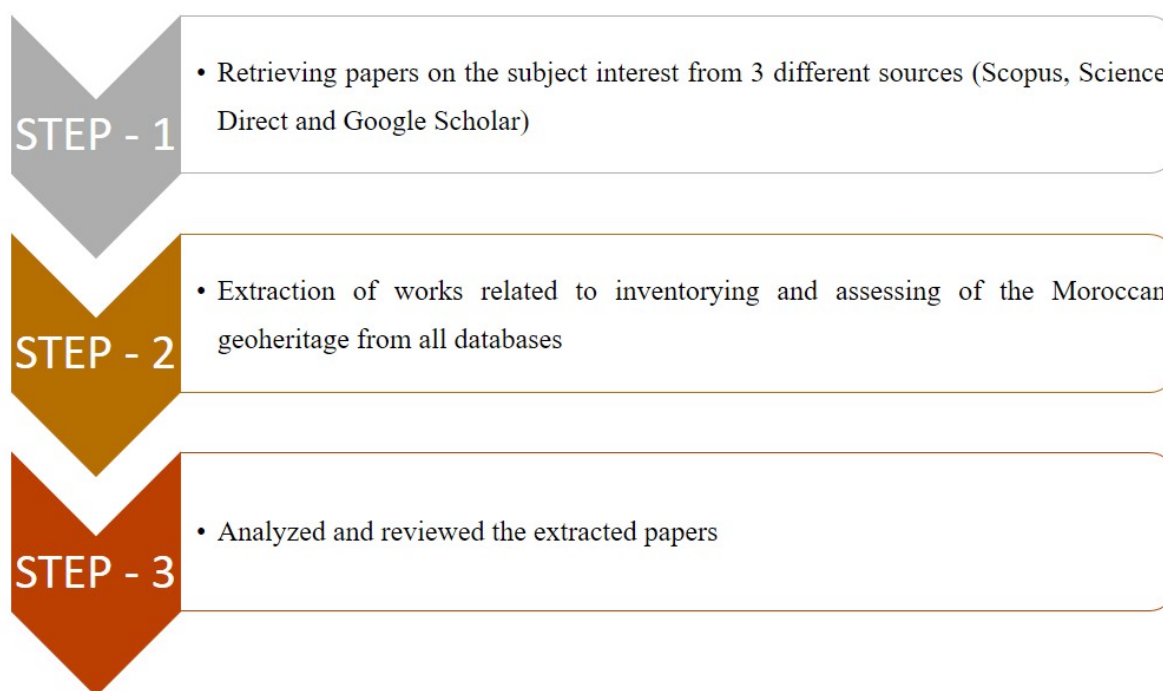 STEP - 1
• Retrieving papers on the subject interest from 3 different sources (Scopus, Science
Direct and Google Scholar)
STEP - 2
• Extraction of works related to inventorying and assessing of the Moroccan
geoheritage from all databases
STEP - 3
• Analyzed and reviewed the extracted papers